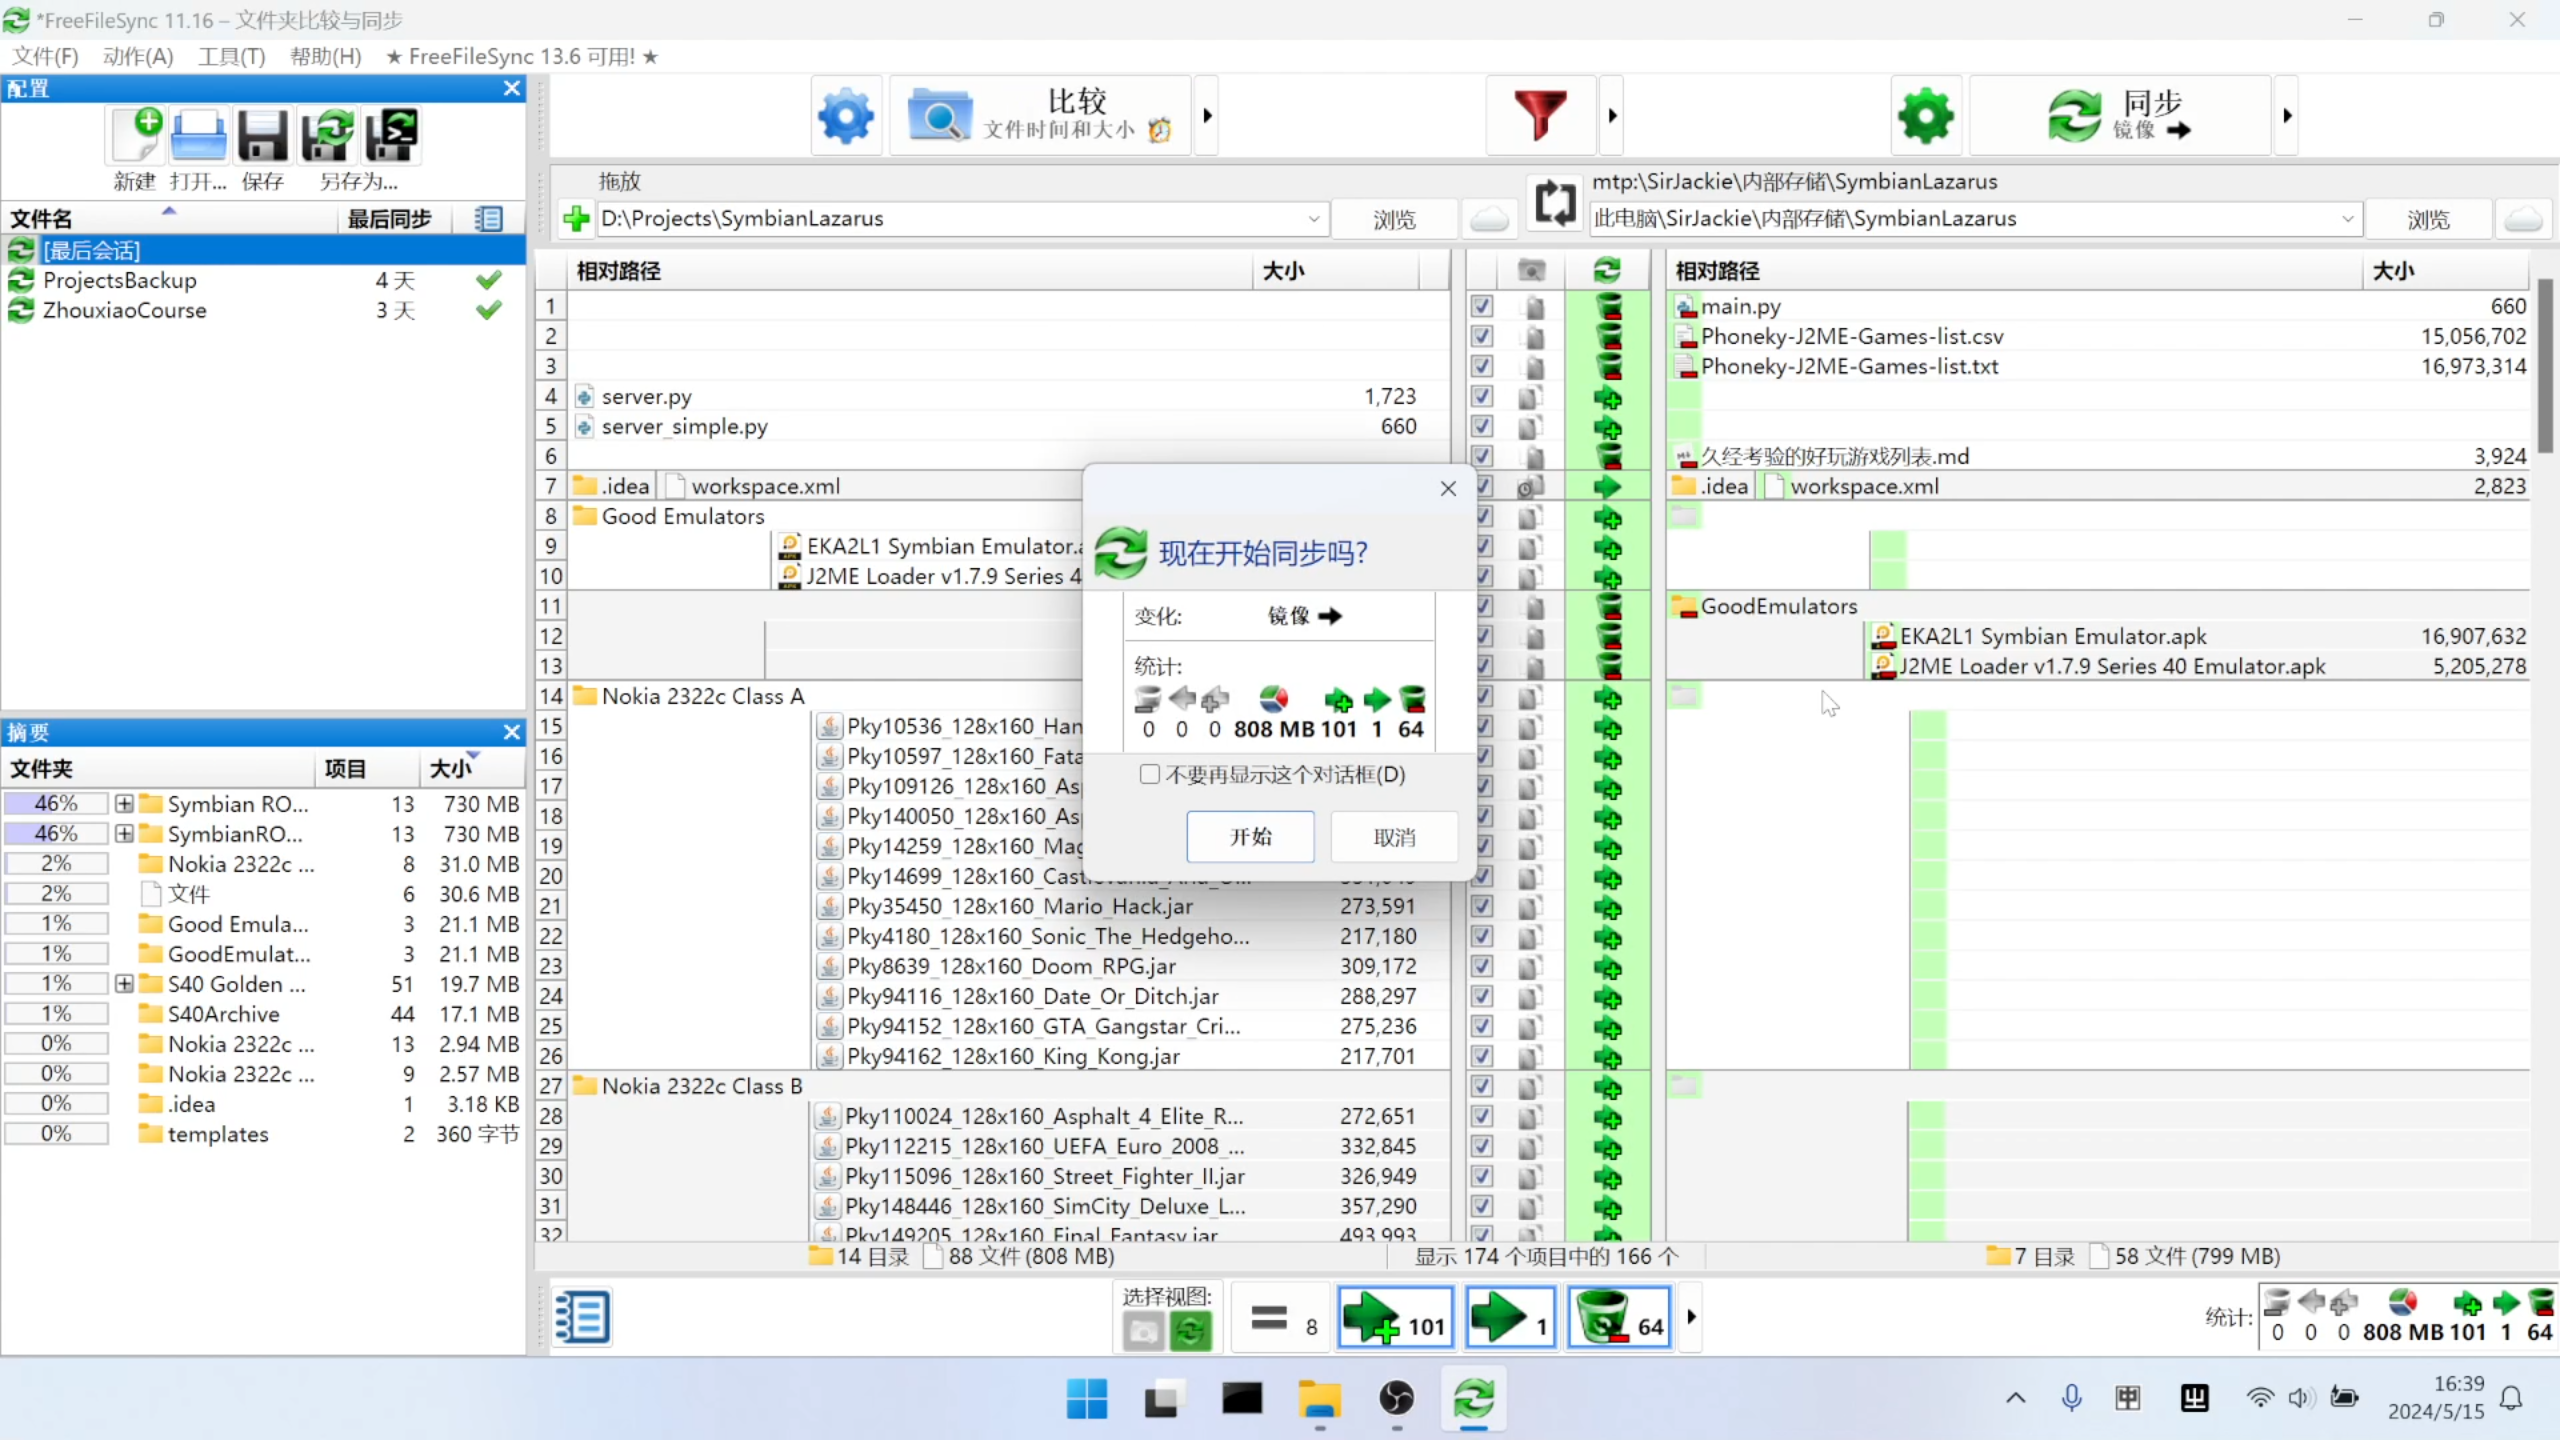 *FreeFileSync 11.16 – 文件夹比较与同步
文件(F) 动作(A) 工具(T) 帮助(H) ★ FreeFileSync 13.6 可用! ★
配置
新建 打开... 保存 另存为...
文件名 最后同步
[最后会话]
ProjectsBackup 4 天
ZhouxiaoCourse 3 天
摘要
文件夹 项目 大小
46% Symbian RO... 13 730 MB
46% SymbianRO... 13 730 MB
2% Nokia 2322c ... 8 31.0 MB
2% 文件 6 30.6 MB
1% Good Emula... 3 21.1 MB
1% GoodEmulat... 3 21.1 MB
1% S40 Golden ... 51 19.7 MB
1% S40Archive 44 17.1 MB
0% Nokia 2322c ... 13 2.94 MB
0% Nokia 2322c ... 9 2.57 MB
0% .idea 1 3.18 KB
0% templates 2 360 字节
比较
文件时间和大小
同步
镜像
拖放
D:\Projects\SymbianLazarus 浏览
mtp:\SirJackie\内部存储\SymbianLazarus
此电脑\SirJackie\内部存储\SymbianLazarus 浏览
相对路径 大小 相对路径 大小
1 main.py 660
2 Phoneky-J2ME-Games-list.csv 15,056,702
3 Phoneky-J2ME-Games-list.txt 16,973,314
4 server.py 1,723
5 server_simple.py 660
6 久经考验的好玩游戏列表.md 3,924
7 .idea workspace.xml .idea workspace.xml 2,823
8 Good Emulators
9 EKA2L1 Symbian Emulator.a
10 J2ME Loader v1.7.9 Series 4
11 GoodEmulators
12 EKA2L1 Symbian Emulator.apk 16,907,632
13 J2ME Loader v1.7.9 Series 40 Emulator.apk 5,205,278
14 Nokia 2322c Class A
15 Pky10536_128x160_Han
16 Pky10597_128x160_Fata
17 Pky109126_128x160_As
18 Pky140050_128x160_As
19 Pky14259_128x160_Mag
20 Pky14699_128x160_Castlevania_And_
21 Pky35450_128x160_Mario_Hack.jar 273,591
22 Pky4180_128x160_Sonic_The_Hedgeho... 217,180
23 Pky8639_128x160_Doom_RPG.jar 309,172
24 Pky94116_128x160_Date_Or_Ditch.jar 288,297
25 Pky94152_128x160_GTA_Gangstar_Cri... 275,236
26 Pky94162_128x160_King_Kong.jar 217,701
27 Nokia 2322c Class B
28 Pky110024_128x160_Asphalt_4_Elite_R... 272,651
29 Pky112215_128x160_UEFA_Euro_2008_... 332,845
30 Pky115096_128x160_Street_Fighter_II.jar 326,949
31 Pky148446_128x160_SimCity_Deluxe_L... 357,290
32 Pky149205_128x160_Final_Fantasy.jar 493,993
现在开始同步吗?
变化: 镜像
统计:
0 0 0 808 MB 101 1 64
不要再显示这个对话框(D)
开始 取消
14 目录 88 文件 (808 MB) 显示 174 个项目中的 166 个 7 目录 58 文件 (799 MB)
选择视图: 8 101 1 64
统计: 0 0 0 808 MB 101 1 64
中
16:39
2024/5/15